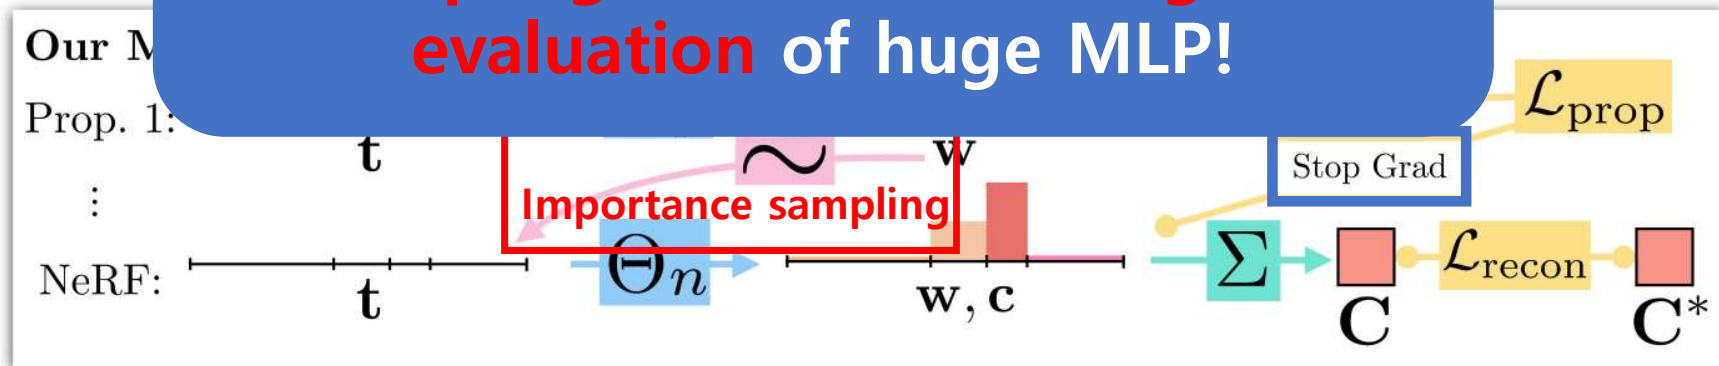 evaluation of huge MLP!
Our M
Prop. 1:
t
~
w
ℒprop
Stop Grad
⋮
Importance sampling
NeRF:
t
Θn
w, c
Σ
C
ℒrecon
C*